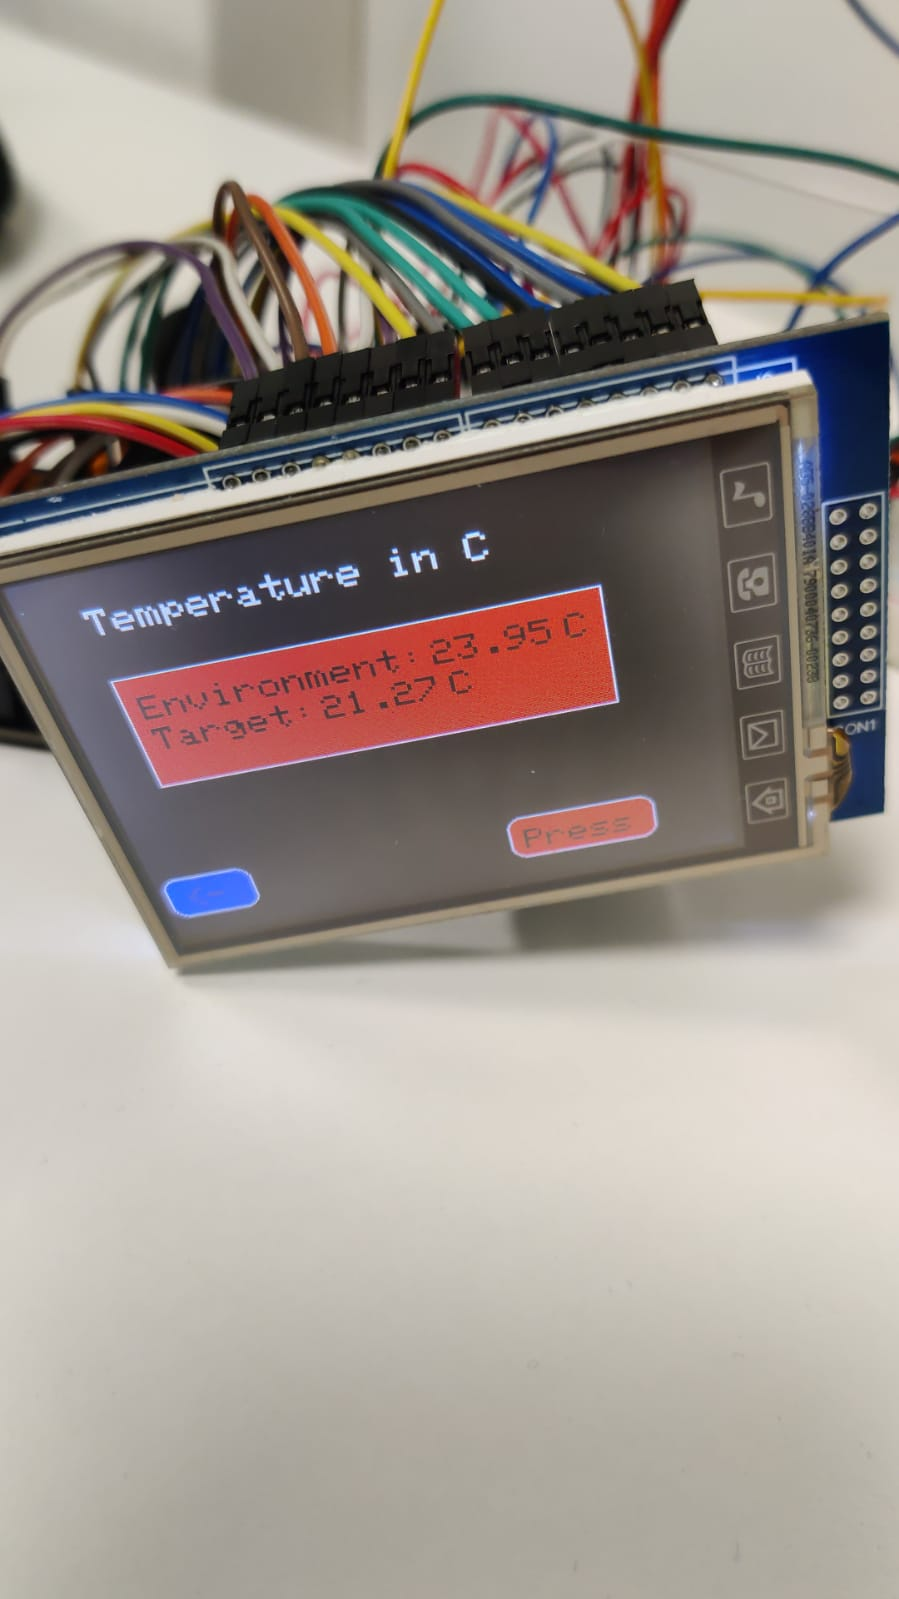 Temperature in C
Environment: 23.95 C
Target: 21.27 C
Press
<-
CON1